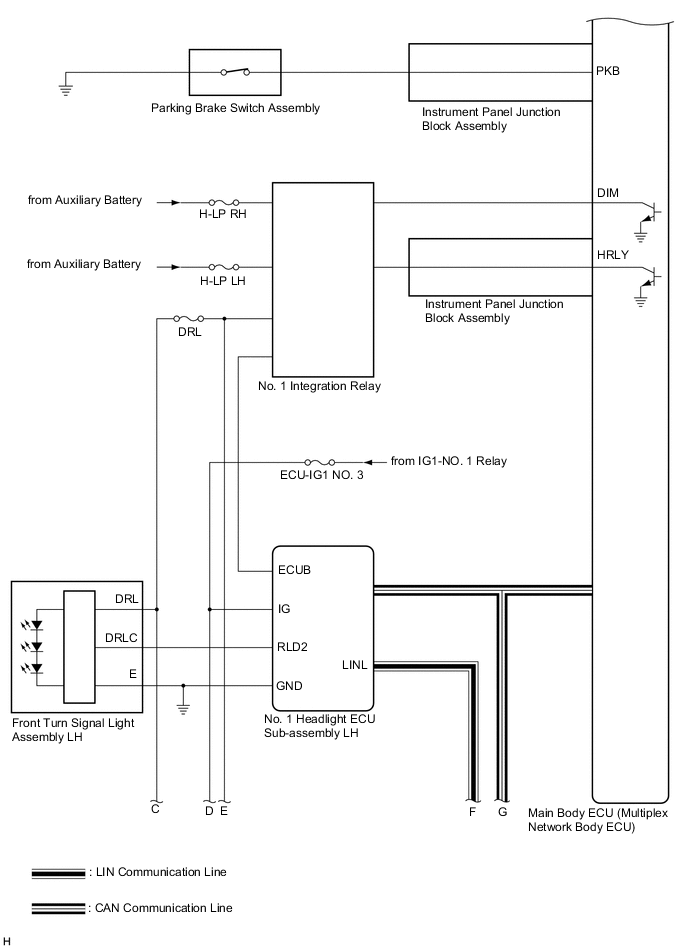 PKB
Parking Brake Switch Assembly
Instrument Panel Junction
Block Assembly
from Auxiliary Battery
H-LP RH
DIM
from Auxiliary Battery
H-LP LH
HRLY
Instrument Panel Junction
Block Assembly
DRL
No. 1 Integration Relay
from IG1-NO. 1 Relay
ECU-IG1 NO. 3
ECUB
DRL
IG
DRLC
RLD2
LINL
E
GND
No. 1 Headlight ECU
Sub-assembly LH
Front Turn Signal Light
Assembly LH
C
D
E
F
G
Main Body ECU (Multiplex
Network Body ECU)
: LIN Communication Line
: CAN Communication Line
H